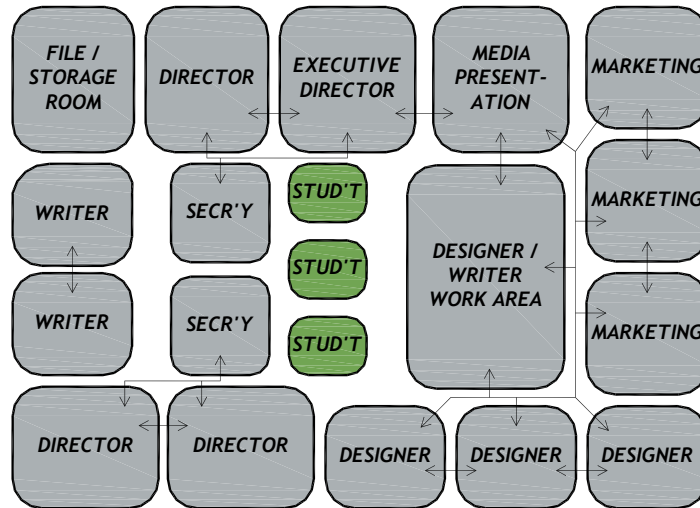 FILE /
STORAGE
ROOM
DIRECTOR
EXECUTIVE
DIRECTOR
MEDIA
PRESENT-
ATION
MARKETING
WRITER
SECR'Y
STUD'T
MARKETING
DESIGNER /
WRITER
WORK AREA
STUD'T
WRITER
SECR'Y
STUD'T
MARKETING
DIRECTOR
DIRECTOR
DESIGNER
DESIGNER
DESIGNER